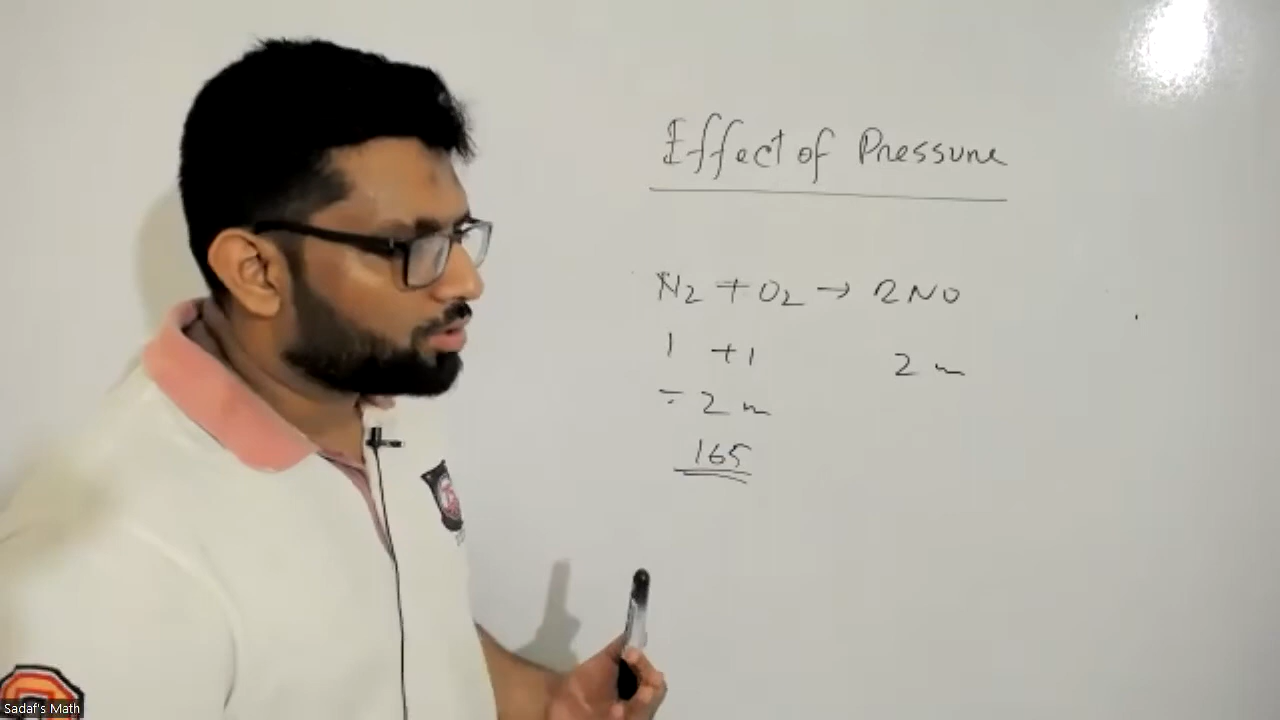 Effect of Pressure
N2 + O2 → 2NO
1 + 1 2 m
= 2 m
165
Sadaf's Math